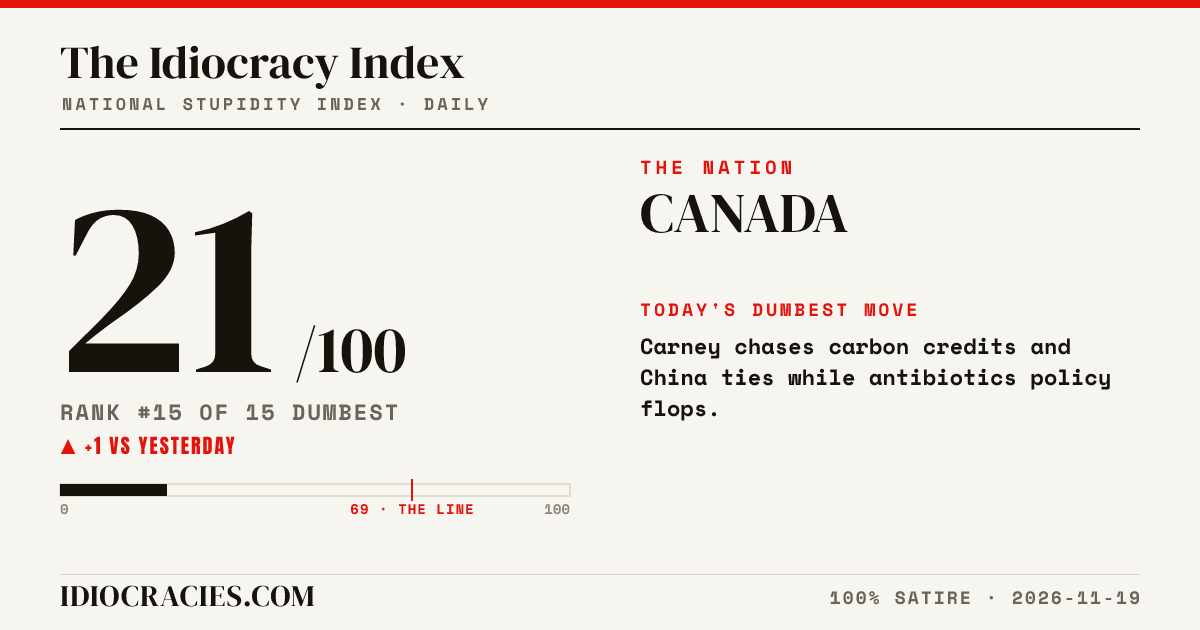 The Idiocracy Index
NATIONAL STUPIDITY INDEX · DAILY
21 /100
RANK #15 OF 15 DUMBEST
▲ +1 VS YESTERDAY
0
69 · THE LINE
100
THE NATION
CANADA
TODAY'S DUMBEST MOVE
Carney chases carbon credits and
China ties while antibiotics policy
flops.
IDIOCRACIES.COM
100% SATIRE · 2026-11-19